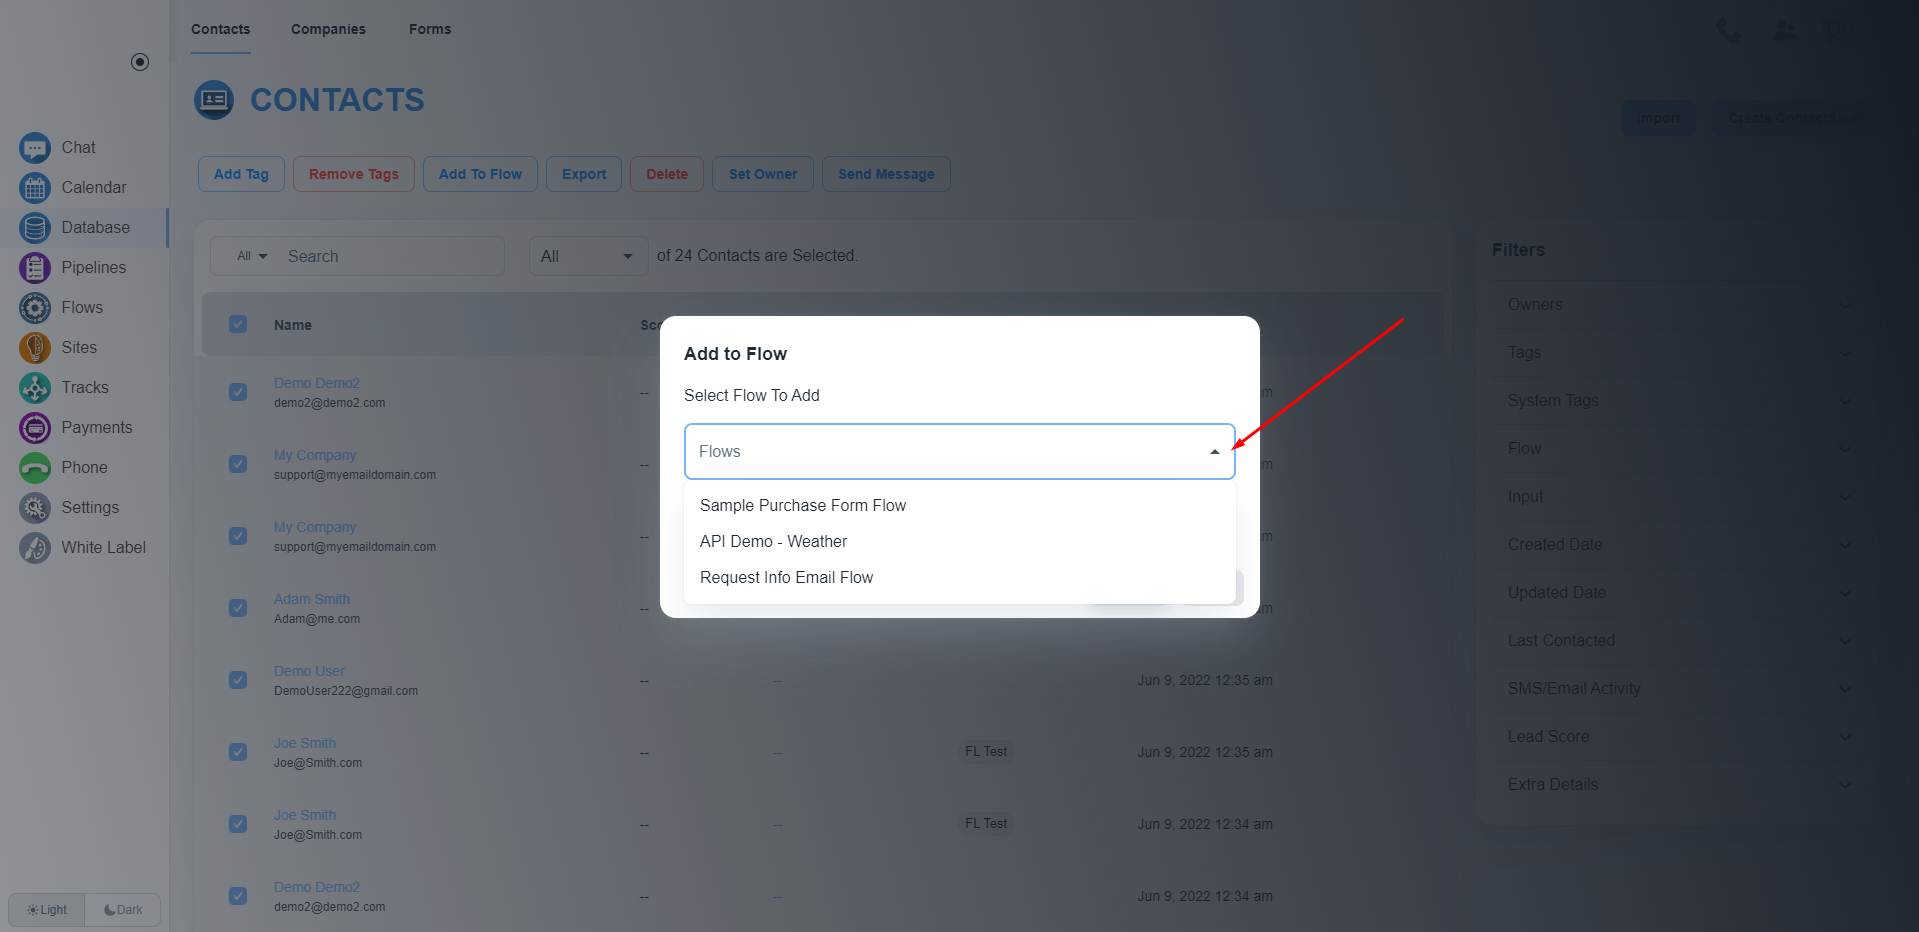 Contacts Companies Forms
CONTACTS
Import Create Contact
Chat
Calendar
Database
Pipelines
Flows
Sites
Tracks
Payments
Phone
Settings
White Label
Light Dark
Add Tag Remove Tags Add To Flow Export Delete Set Owner Send Message
All Search All of 24 Contacts are Selected.
Name
Demo Demo2 --
demo2@demo2.com
My Company --
support@myemaildomain.com
My Company --
support@myemaildomain.com
Adam Smith --
Adam@me.com
Demo User -- -- Jun 9, 2022 12:35 am
DemoUser222@gmail.com
Joe Smith -- -- FL Test Jun 9, 2022 12:35 am
Joe@Smith.com
Joe Smith -- -- FL Test Jun 9, 2022 12:34 am
Joe@Smith.com
Demo Demo2 -- -- Jun 9, 2022 12:34 am
demo2@demo2.com
Add to Flow
Select Flow To Add
Flows
Sample Purchase Form Flow
API Demo - Weather
Request Info Email Flow
Filters
Owners
Tags
System Tags
Flow
Input
Created Date
Updated Date
Last Contacted
SMS/Email Activity
Lead Score
Extra Details